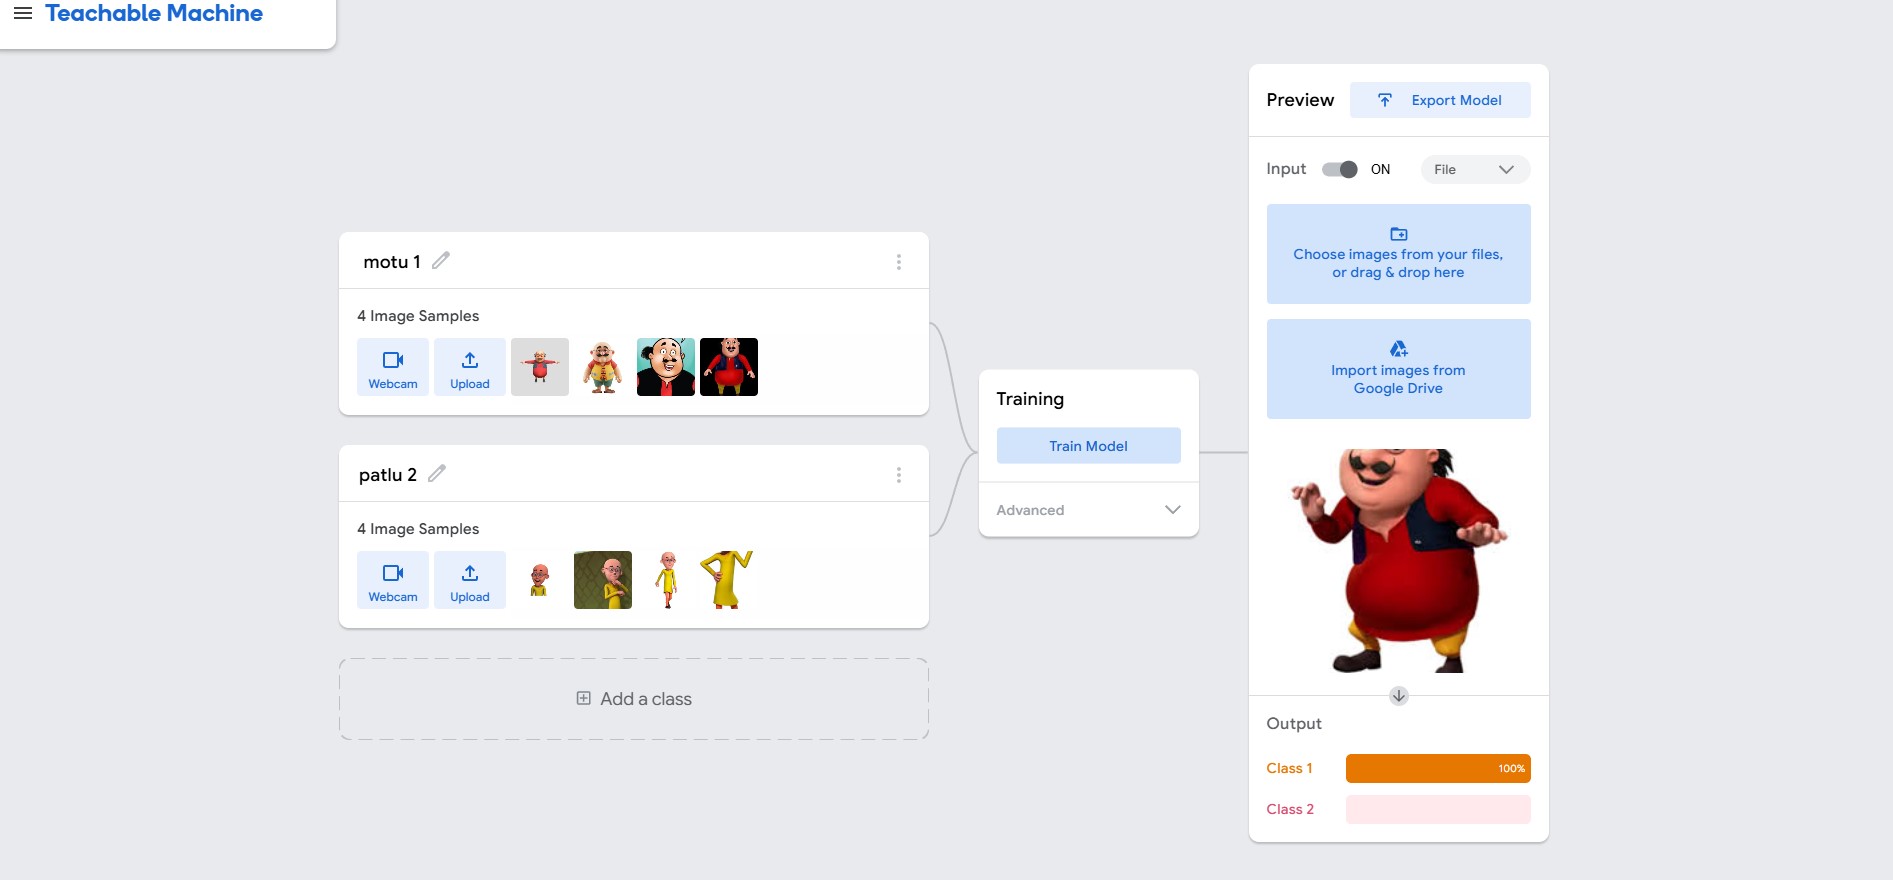 Teachable Machine
motu 1
4 Image Samples
Webcam
Upload
patlu 2
4 Image Samples
Webcam
Upload
Add a class
Training
Train Model
Advanced
Preview
Export Model
Input
ON
File
Choose images from your files,
or drag & drop here
Import images from
Google Drive
Output
Class 1
100%
Class 2